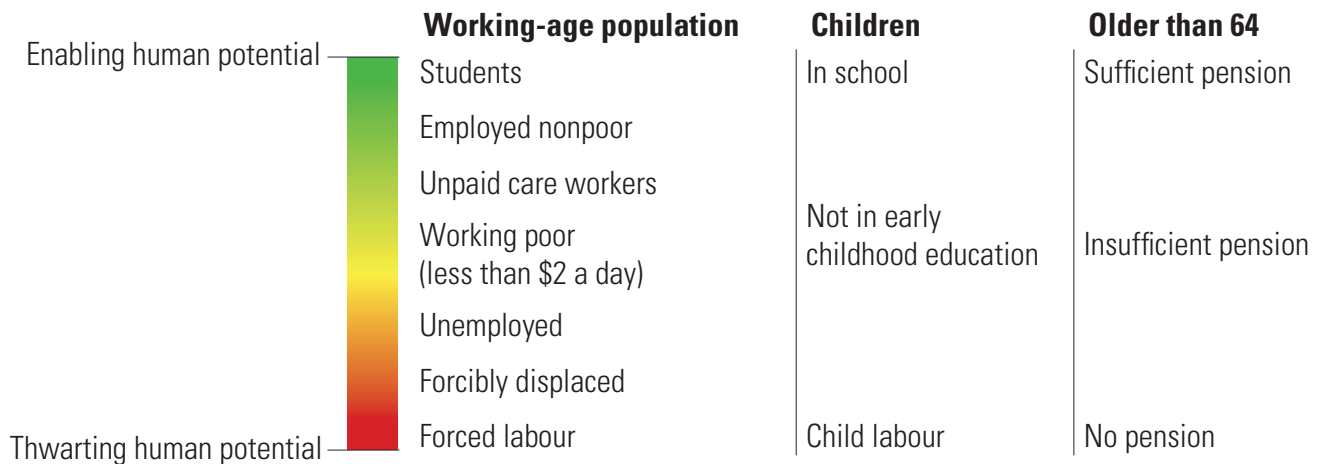 Working-age population
Children
Older than 64
Enabling human potential
Students
In school
Sufficient pension
Employed nonpoor
Unpaid care workers
Not in early
childhood education
Working poor
(less than $2 a day)
Insufficient pension
Unemployed
Forcibly displaced
Thwarting human potential
Forced labour
Child labour
No pension